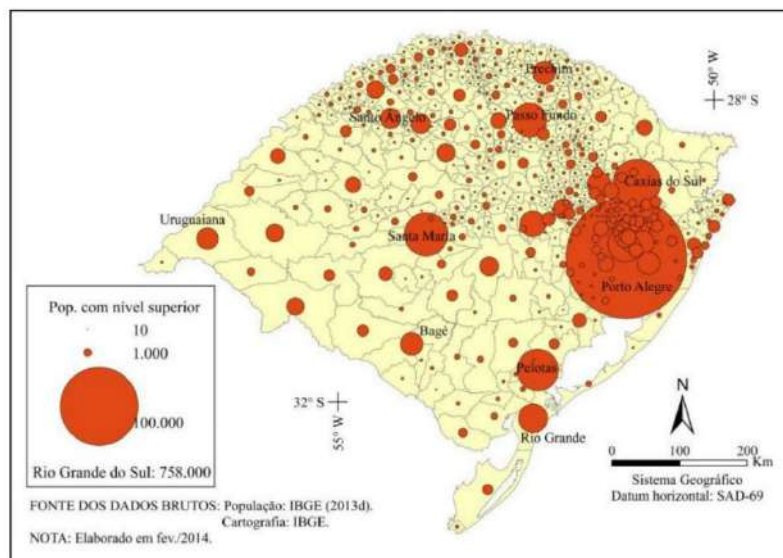 50° W
28° S
Erechim
Santo Ângelo
Passo Fundo
Caxias do Sul
Uruguaiana
Santa Maria
Porto Alegre
Pop. com nível superior
10
1.000
100.000
Rio Grande do Sul: 758.000
Bagé
Pelotas
Rio Grande
32° S
55° W
N
0 100 200
Km
Sistema Geográfico
Datum horizontal: SAD-69
FONTE DOS DADOS BRUTOS: População: IBGE (2013d).
Cartografia: IBGE.
NOTA: Elaborado em fev./2014.